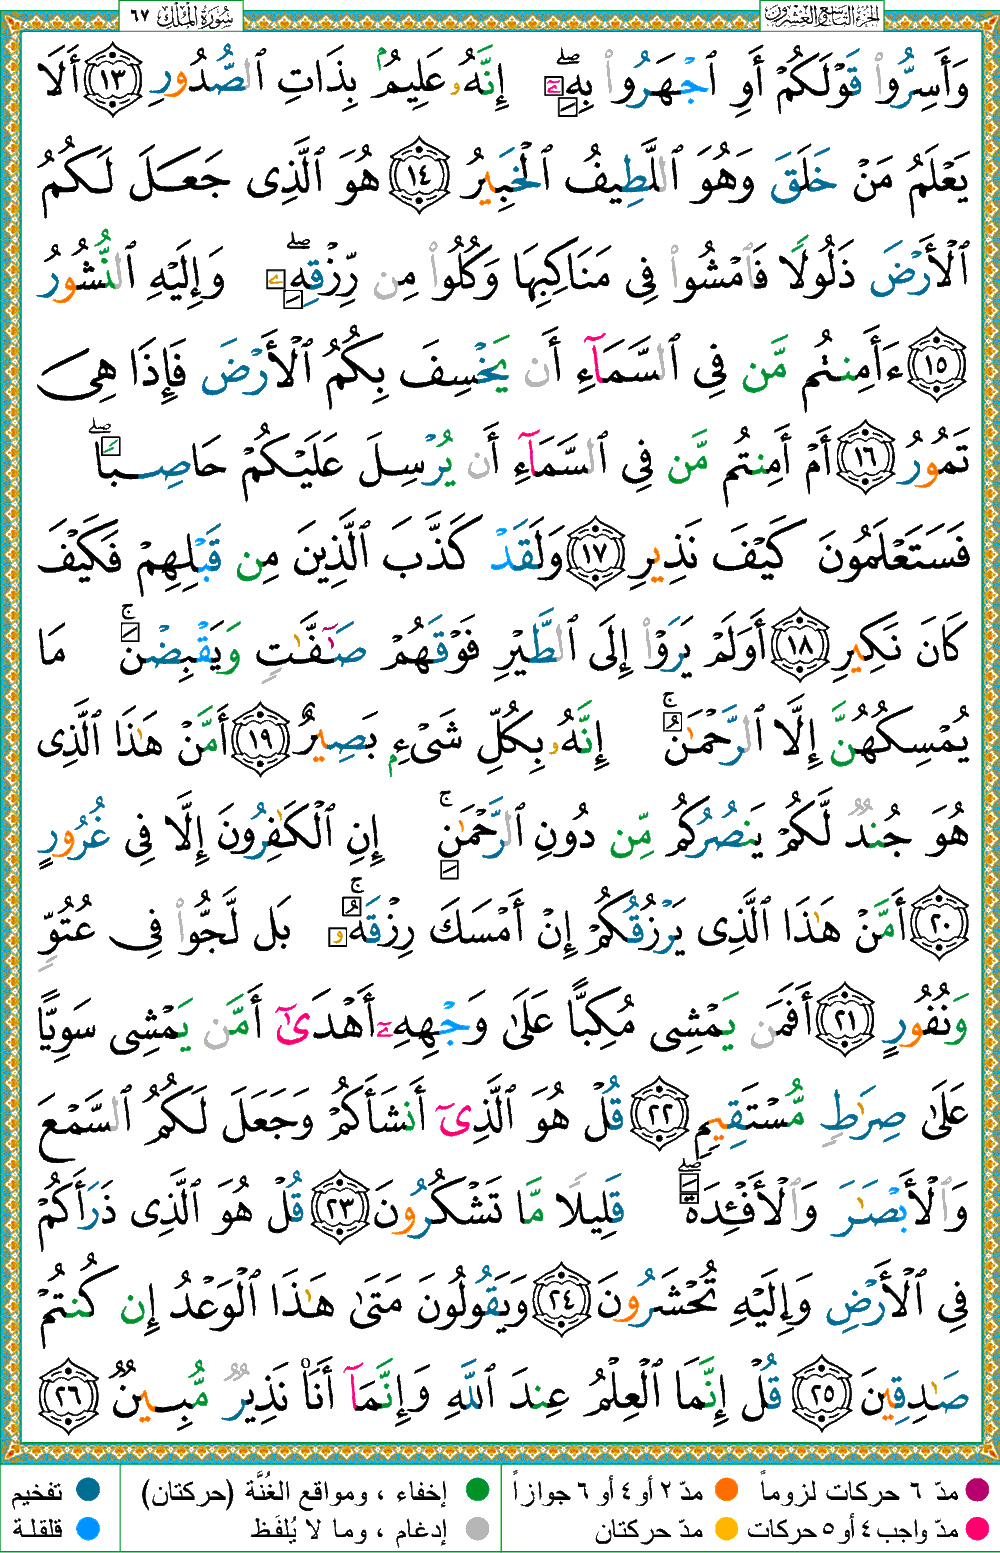 الجزء التاسع والعشرون
سُورَةُ المُلْكِ ٦٧
وَأَسِرُّوا۟ قَوْلَكُمْ أَوِ ٱجْهَرُوا۟ بِهِۦٓ ۖ إِنَّهُۥ عَلِيمٌۢ بِذَاتِ ٱلصُّدُورِ ١٣ أَلَا
يَعْلَمُ مَنْ خَلَقَ وَهُوَ ٱللَّطِيفُ ٱلْخَبِيرُ ١٤ هُوَ ٱلَّذِى جَعَلَ لَكُمُ
ٱلْأَرْضَ ذَلُولًا فَٱمْشُوا۟ فِى مَنَاكِبِهَا وَكُلُوا۟ مِن رِّزْقِهِۦ ۖ وَإِلَيْهِ ٱلنُّشُورُ
١٥ ءَأَمِنتُم مَّن فِى ٱلسَّمَآءِ أَن يَخْسِفَ بِكُمُ ٱلْأَرْضَ فَإِذَا هِىَ
تَمُورُ ١٦ أَمْ أَمِنتُم مَّن فِى ٱلسَّمَآءِ أَن يُرْسِلَ عَلَيْكُمْ حَاصِبًا ۖ
فَسَتَعْلَمُونَ كَيْفَ نَذِيرِ ١٧ وَلَقَدْ كَذَّبَ ٱلَّذِينَ مِن قَبْلِهِمْ فَكَيْفَ
كَانَ نَكِيرِ ١٨ أَوَلَمْ يَرَوْا۟ إِلَى ٱلطَّيْرِ فَوْقَهُمْ صَٰٓفَّٰتٍ وَيَقْبِضْنَ ۚ مَا
يُمْسِكُهُنَّ إِلَّا ٱلرَّحْمَٰنُ ۚ إِنَّهُۥ بِكُلِّ شَىْءٍۭ بَصِيرٌ ١٩ أَمَّنْ هَٰذَا ٱلَّذِى
هُوَ جُندٌ لَّكُمْ يَنصُرُكُم مِّن دُونِ ٱلرَّحْمَٰنِ ۚ إِنِ ٱلْكَٰفِرُونَ إِلَّا فِى غُرُورٍ
٢٠ أَمَّنْ هَٰذَا ٱلَّذِى يَرْزُقُكُمْ إِنْ أَمْسَكَ رِزْقَهُۥ ۚ بَل لَّجُّوا۟ فِى عُتُوٍّ
وَنُفُورٍ ٢١ أَفَمَن يَمْشِى مُكِبًّا عَلَىٰ وَجْهِهِۦٓ أَهْدَىٰٓ أَمَّن يَمْشِى سَوِيًّا
عَلَىٰ صِرَٰطٍ مُّسْتَقِيمٍ ٢٢ قُلْ هُوَ ٱلَّذِىٓ أَنشَأَكُمْ وَجَعَلَ لَكُمُ ٱلسَّمْعَ
وَٱلْأَبْصَٰرَ وَٱلْأَفْـِٔدَةَ ۖ قَلِيلًا مَّا تَشْكُرُونَ ٢٣ قُلْ هُوَ ٱلَّذِى ذَرَأَكُمْ
فِى ٱلْأَرْضِ وَإِلَيْهِ تُحْشَرُونَ ٢٤ وَيَقُولُونَ مَتَىٰ هَٰذَا ٱلْوَعْدُ إِن كُنتُمْ
صَٰدِقِينَ ٢٥ قُلْ إِنَّمَا ٱلْعِلْمُ عِندَ ٱللَّهِ وَإِنَّمَآ أَنَا۠ نَذِيرٌ مُّبِينٌ ٢٦
مدّ ٦ حركات لزوماً مدّ ٢ أو ٤ أو ٦ جوازاً إخفاء ، ومواقع الغُنَّة (حركتان) تفخيم
مدّ واجب ٤ أو ٥ حركات مدّ حركتان إدغام ، وما لا يُلفَظ قلقلة